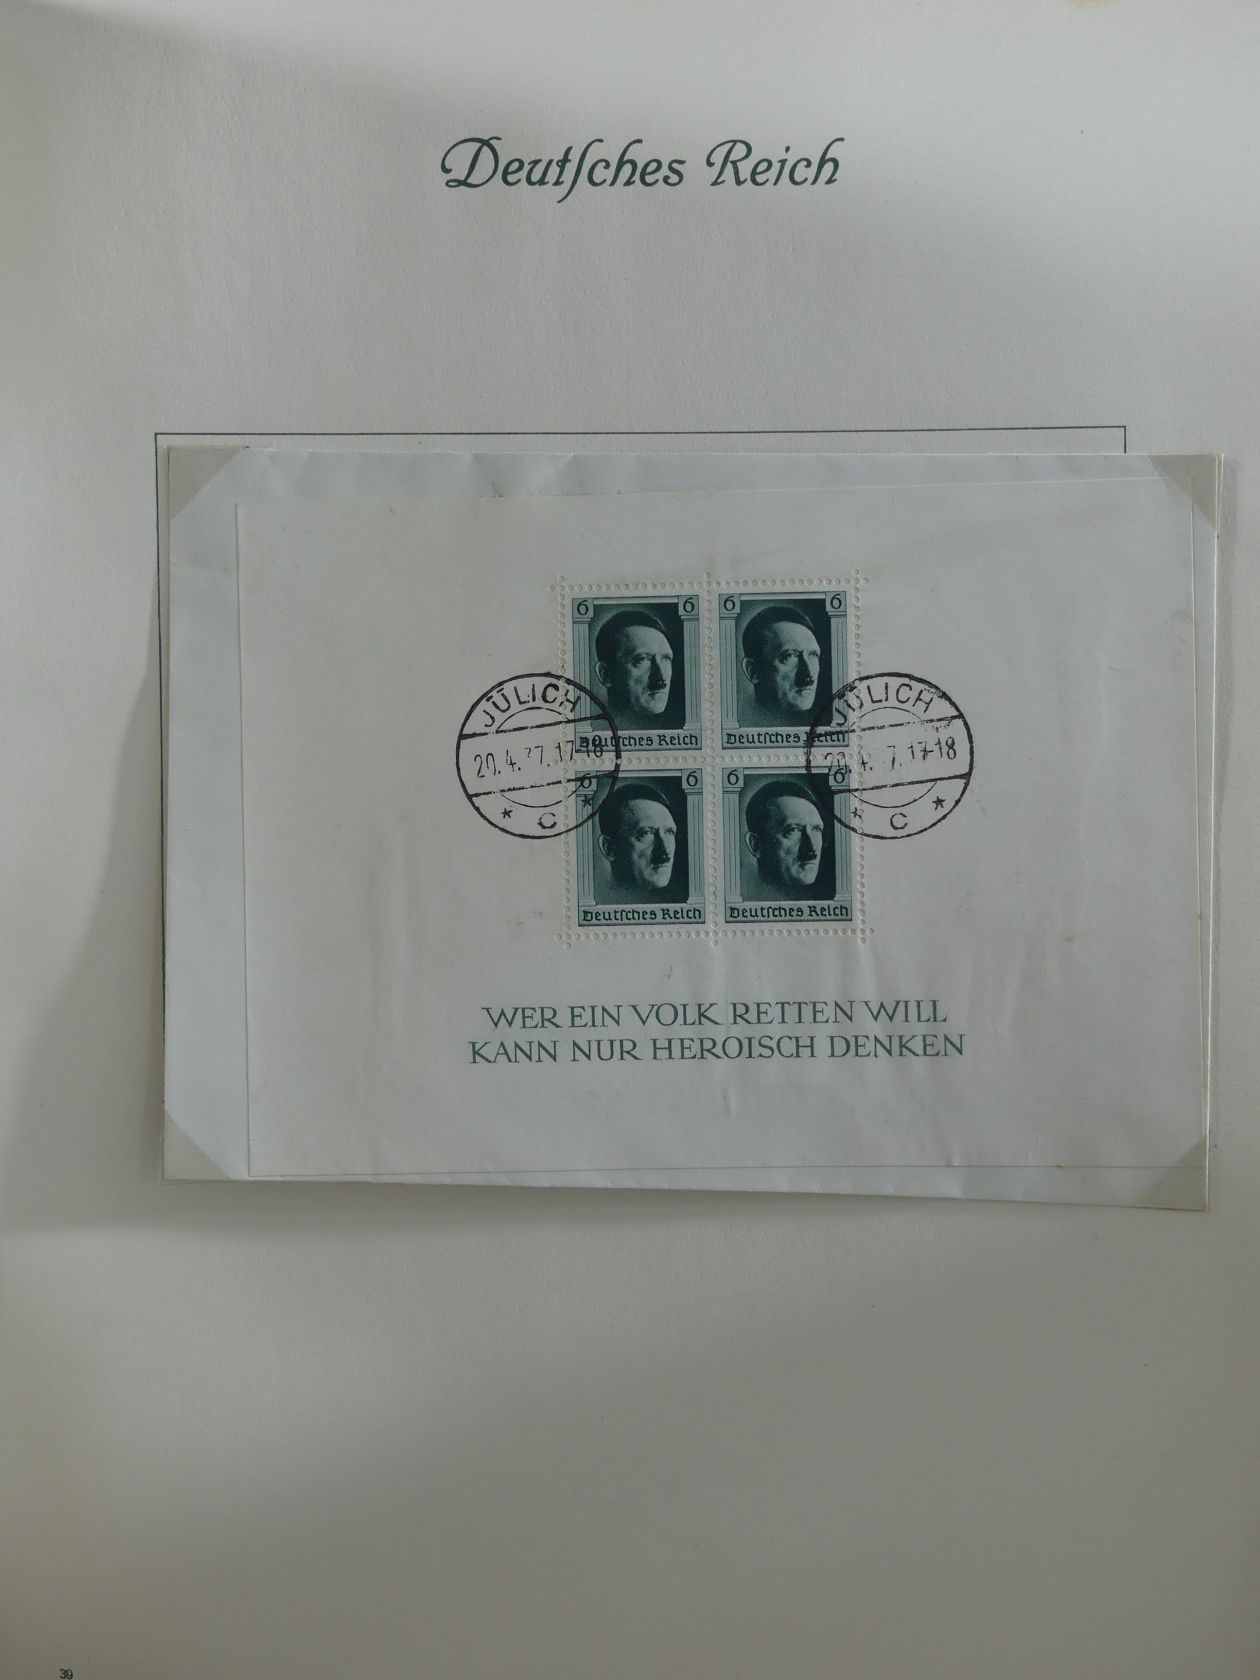 Deutſches Reich
6 6
6 6
Deutſches Reich
Deutſches Reich
JÜLICH
20.4.37.17-18
* C *
JÜLICH
20.4. 7.17-18
* C *
6 6
6 6
Deutſches Reich
Deutſches Reich
WER EIN VOLK RETTEN WILL
KANN NUR HEROISCH DENKEN
39